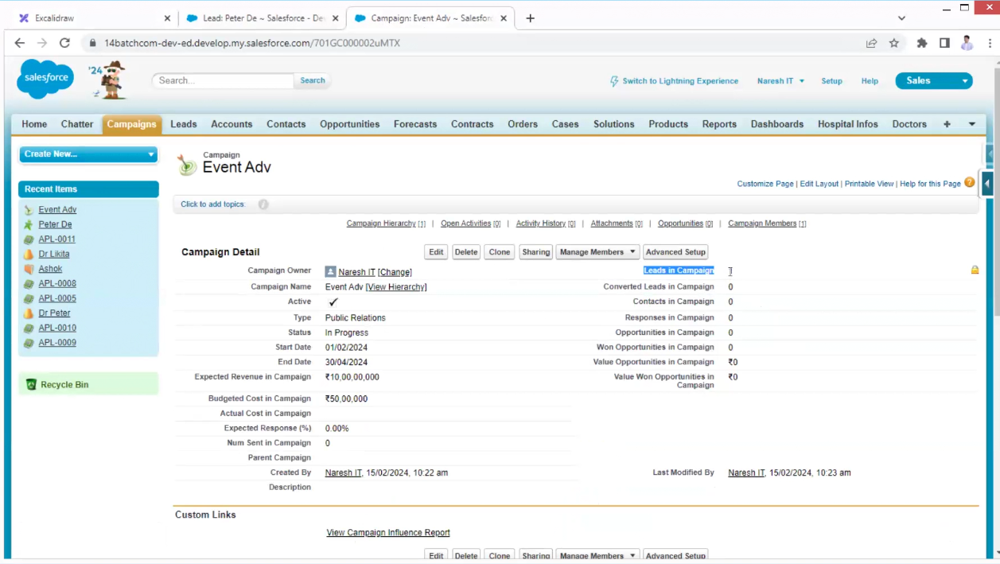 Excalidraw
Lead: Peter De ~ Salesforce - De
Campaign: Event Adv ~ Salesfor
14batchcom-dev-ed.develop.my.salesforce.com/701GC000002uMTX
salesforce
'24
Search...
Search
Switch to Lightning Experience
Naresh IT
Setup
Help
Sales
Home Chatter Campaigns Leads Accounts Contacts Opportunities Forecasts Contracts Orders Cases Solutions Products Reports Dashboards Hospital Infos Doctors +
Create New...
Recent Items
Event Adv
Peter De
APL-0011
Dr Likita
Ashok
APL-0008
APL-0005
Dr Peter
APL-0010
APL-0009
Recycle Bin
Campaign
Event Adv
Customize Page | Edit Layout | Printable View | Help for this Page ?
Click to add topics:
Campaign Hierarchy [1] | Open Activities [0] | Activity History [0] | Attachments [0] | Opportunities [0] | Campaign Members [1]
Campaign Detail
Edit Delete Clone Sharing Manage Members Advanced Setup
Campaign Owner Naresh IT [Change] Leads in Campaign
Campaign Name Event Adv [View Hierarchy] Converted Leads in Campaign 0
Active Contacts in Campaign 0
Type Public Relations Responses in Campaign 0
Status In Progress Opportunities in Campaign 0
Start Date 01/02/2024 Won Opportunities in Campaign 0
End Date 30/04/2024 Value Opportunities in Campaign ₹0
Expected Revenue in Campaign ₹10,00,00,000 Value Won Opportunities in
Campaign ₹0
Budgeted Cost in Campaign ₹50,00,000
Actual Cost in Campaign
Expected Response (%) 0.00%
Num Sent in Campaign 0
Parent Campaign
Created By Naresh IT, 15/02/2024, 10:22 am Last Modified By Naresh IT, 15/02/2024, 10:23 am
Description
Custom Links
View Campaign Influence Report
Edit Delete Clone Sharing Manage Members Advanced Setup